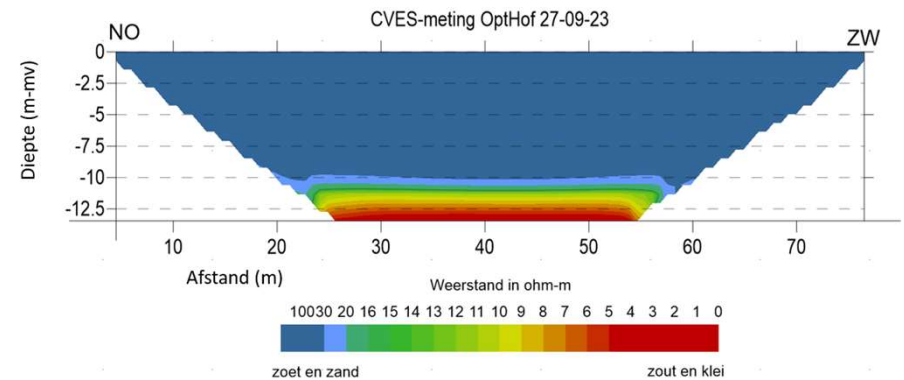 CVES-meting OptHof 27-09-23
NO
ZW
Diepte (m-mv)
0
-2.5
-5
-7.5
-10
-12.5
10 20 30 40 50 60 70
Afstand (m)
Weerstand in ohm-m
100 30 20 16 15 14 13 12 11 10 9 8 7 6 5 4 3 2 1 0
zoet en zand
zout en klei